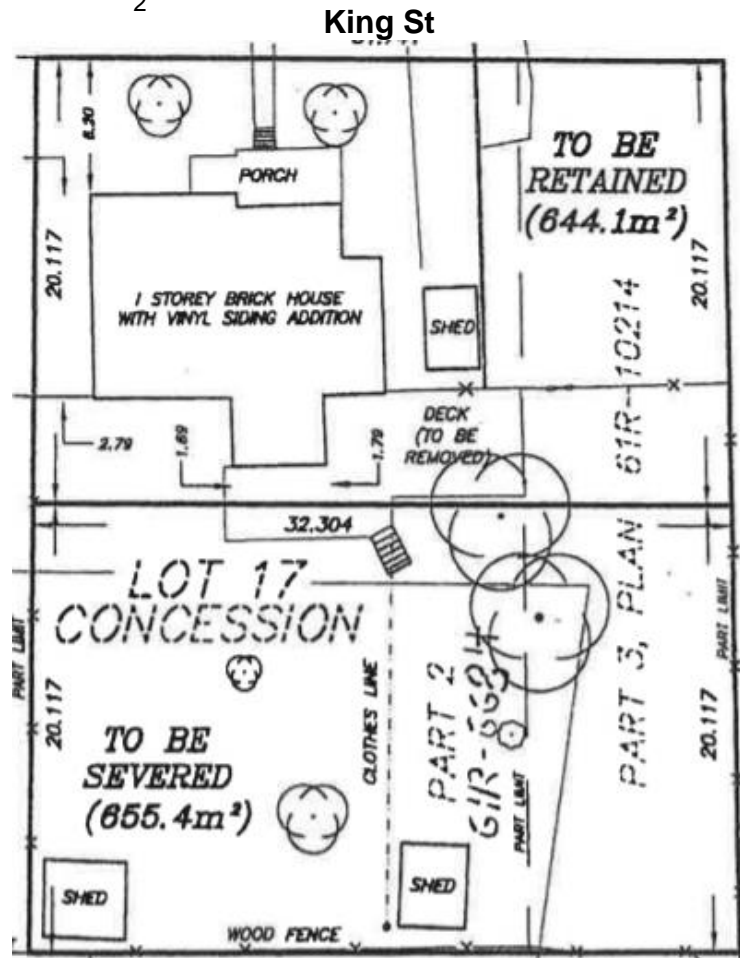 2
King St
6.20
PORCH
TO BE
RETAINED
(644.1m²)
20.117
20.117
1 STOREY BRICK HOUSE
WITH VINYL SIDING ADDITION
SHED
DECK
(TO BE
REMOVED)
2.79
1.69
1.79
32.304
LOT 17
CONCESSION
PART LIMIT
PART LIMIT
PART 3, PLAN 61R-10214
PART 2
CLOTHES LINE
20.117
20.117
TO BE
SEVERED
(655.4m²)
PART LIMIT
SHED
SHED
WOOD FENCE